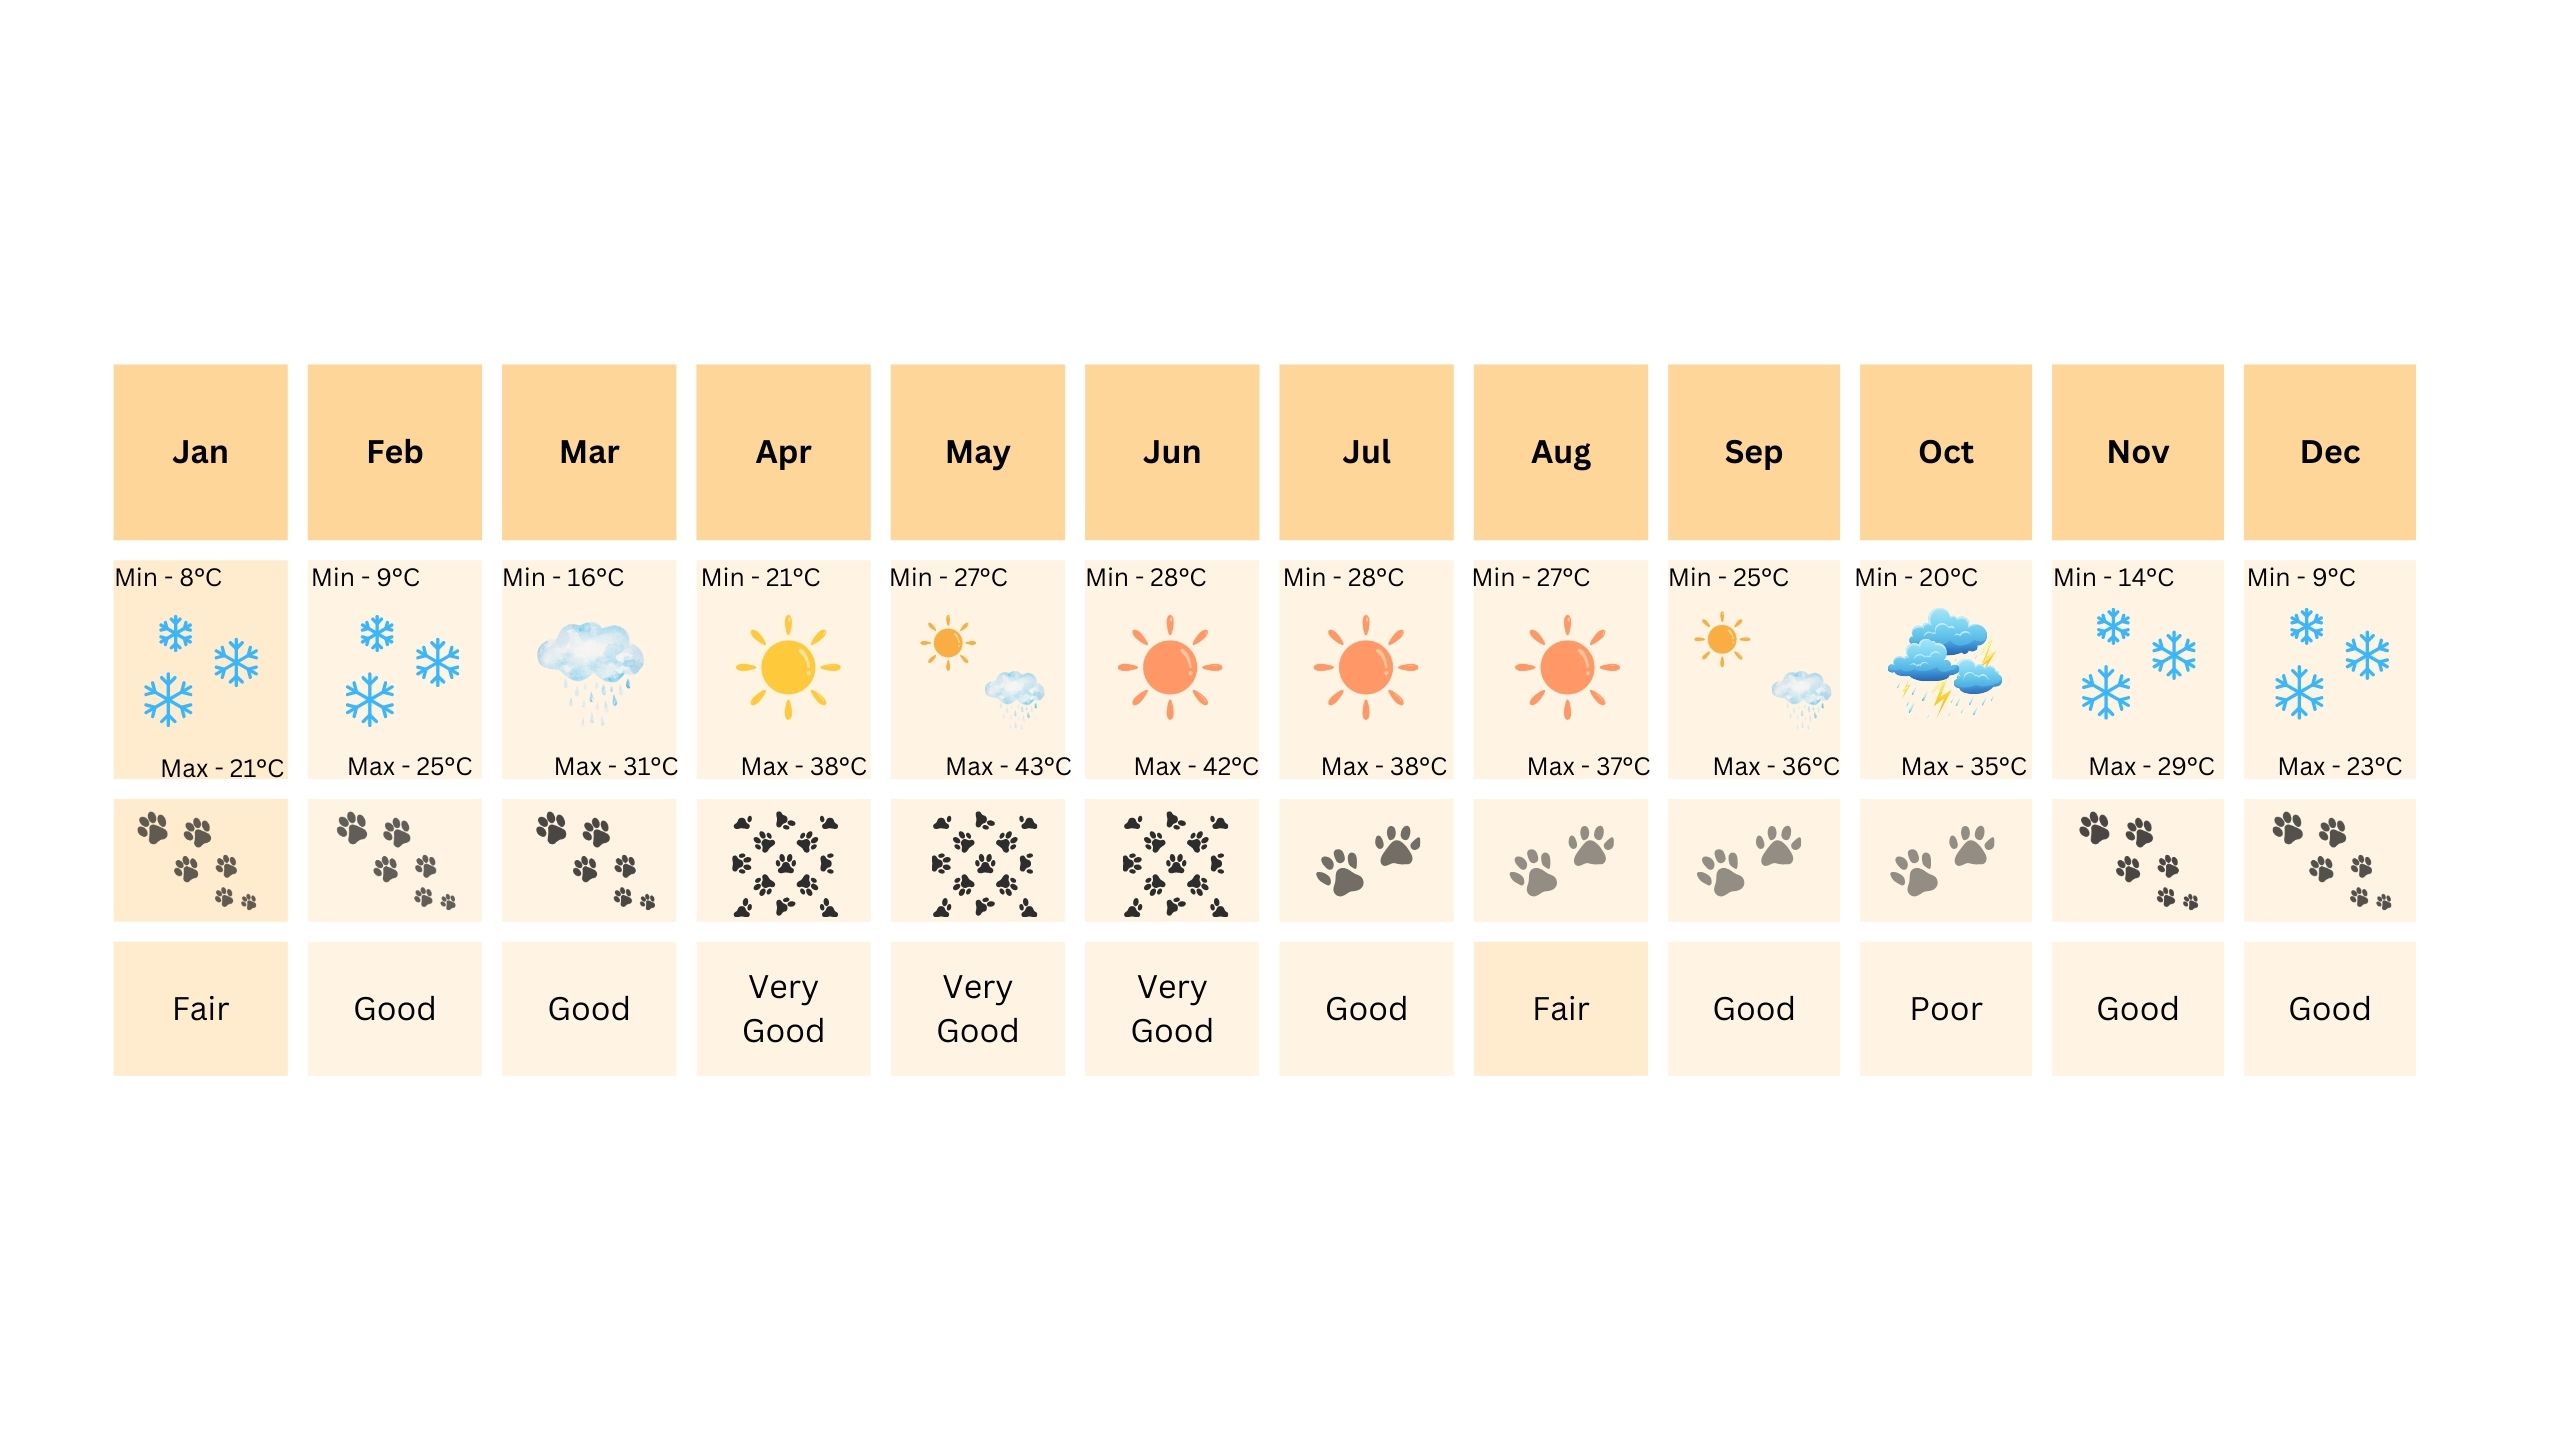 Jan Feb Mar Apr May Jun Jul Aug Sep Oct Nov Dec
Min - 8°C Min - 9°C Min - 16°C Min - 21°C Min - 27°C Min - 28°C Min - 28°C Min - 27°C Min - 25°C Min - 20°C Min - 14°C Min - 9°C
Max - 21°C Max - 25°C Max - 31°C Max - 38°C Max - 43°C Max - 42°C Max - 38°C Max - 37°C Max - 36°C Max - 35°C Max - 29°C Max - 23°C
Fair Good Good Very Good Very Good Very Good Good Fair Good Poor Good Good